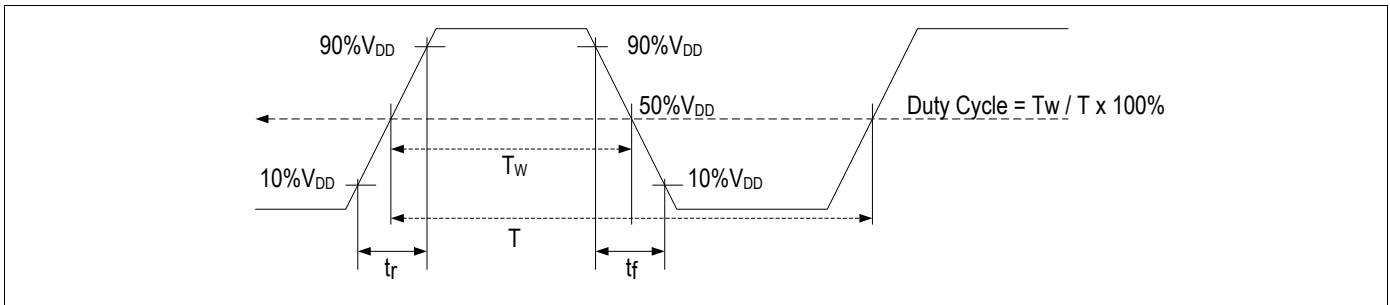 90%VDD
90%VDD
50%VDD
Duty Cycle = Tw / T x 100%
TW
10%VDD
10%VDD
T
tr
tf